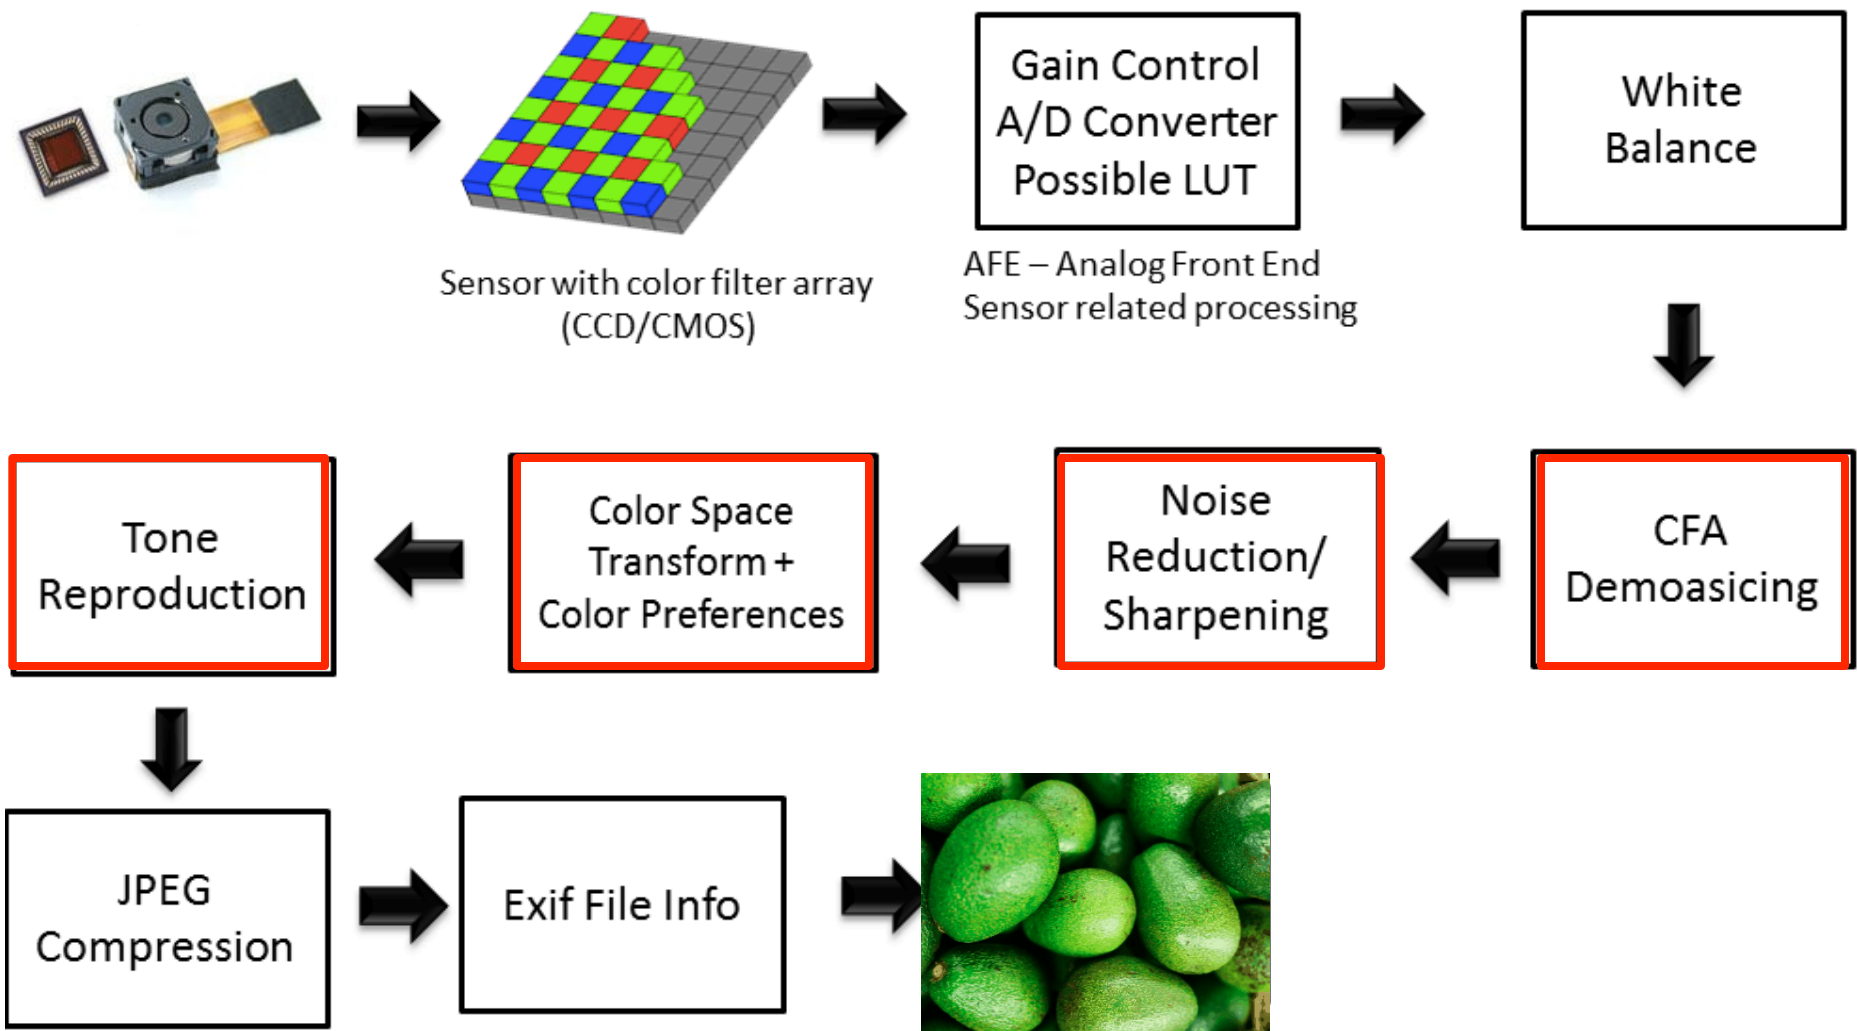 Gain Control
A/D Converter
Possible LUT
White
Balance
Sensor with color filter array
(CCD/CMOS)
AFE – Analog Front End
Sensor related processing
CFA
Demoasicing
Noise
Reduction/
Sharpening
Color Space
Transform +
Color Preferences
Tone
Reproduction
JPEG
Compression
Exif File Info